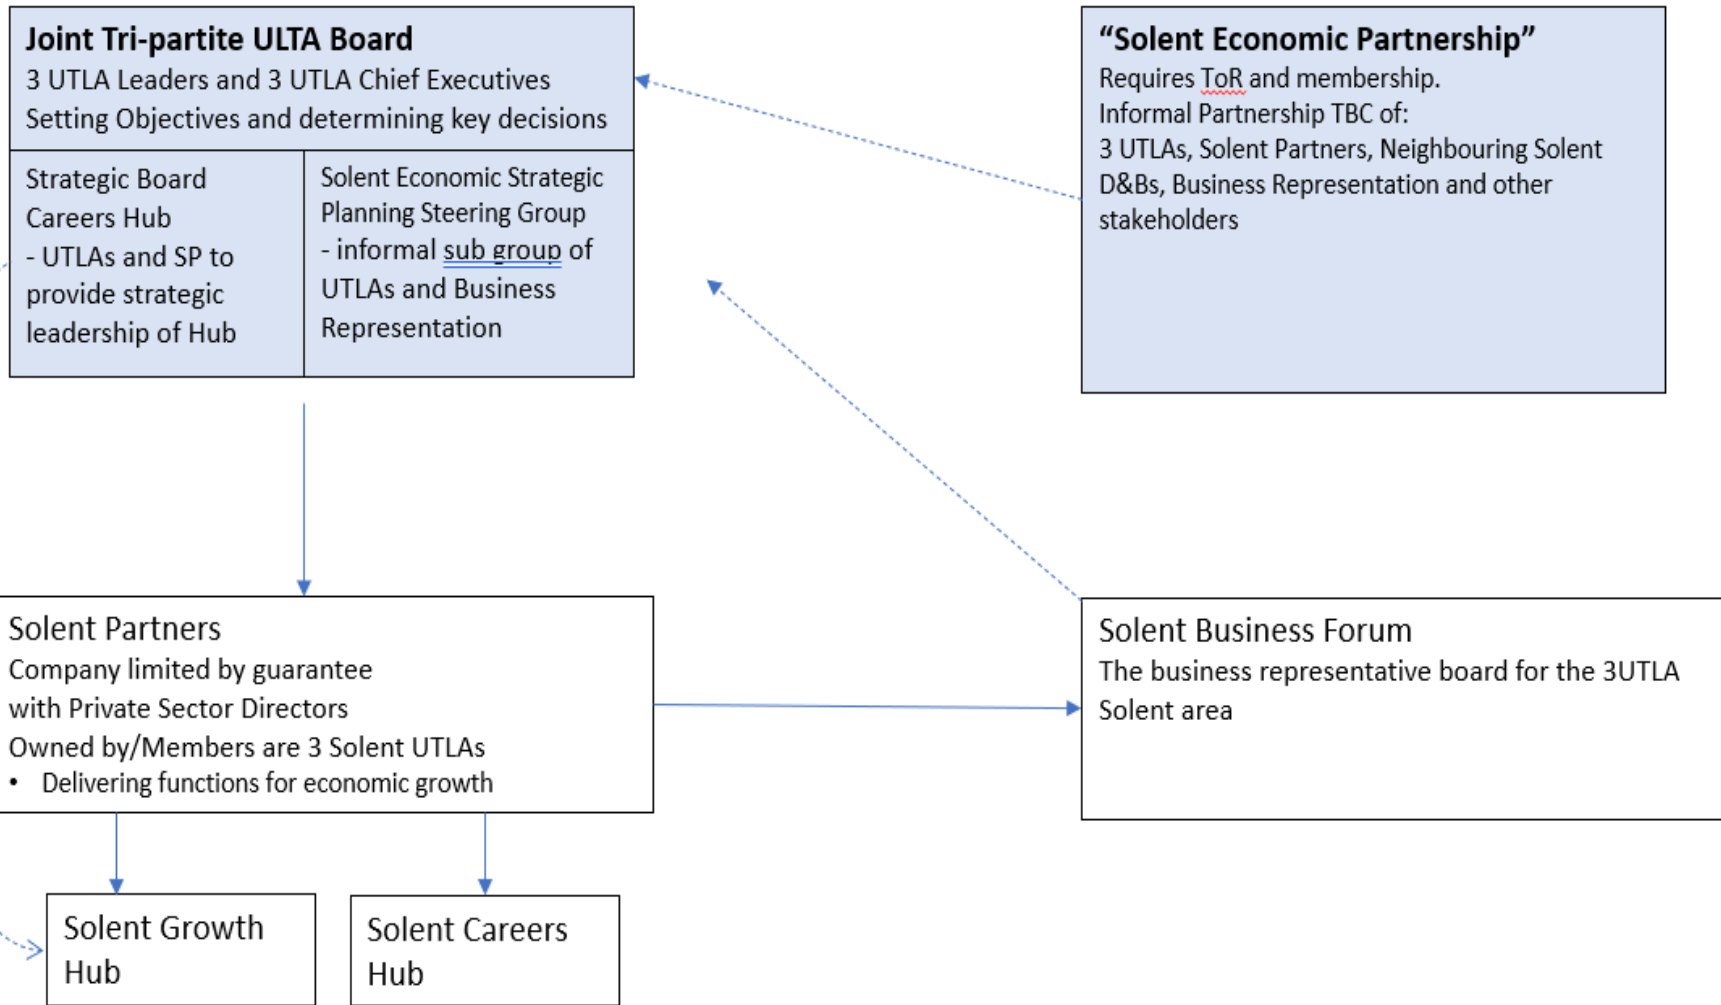 Joint Tri-partite ULTA Board
3 UTLA Leaders and 3 UTLA Chief Executives
Setting Objectives and determining key decisions
Strategic Board
Careers Hub
- UTLAs and SP to
provide strategic
leadership of Hub
Solent Economic Strategic
Planning Steering Group
- informal sub group of
UTLAs and Business
Representation
“Solent Economic Partnership”
Requires ToR and membership.
Informal Partnership TBC of:
3 UTLAs, Solent Partners, Neighbouring Solent
D&Bs, Business Representation and other
stakeholders
Solent Partners
Company limited by guarantee
with Private Sector Directors
Owned by/Members are 3 Solent UTLAs
• Delivering functions for economic growth
Solent Business Forum
The business representative board for the 3UTLA
Solent area
Solent Growth
Hub
Solent Careers
Hub